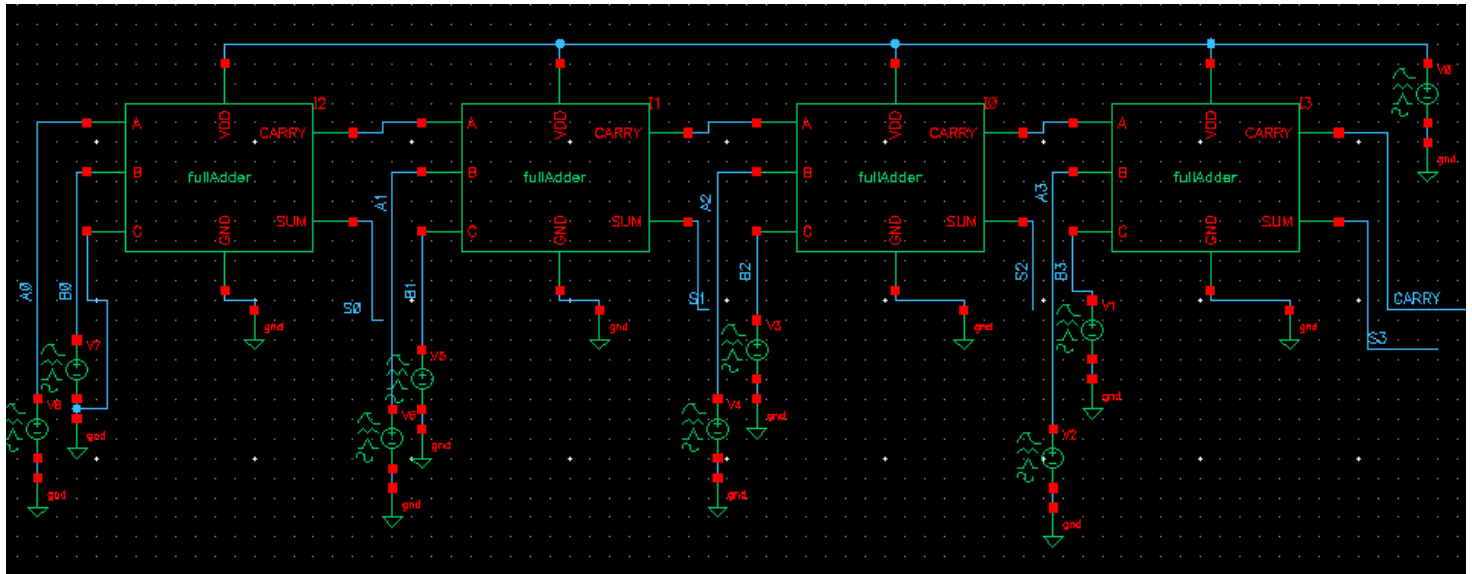 V0
gnd
I2
A
VDD
CARRY
B
fullAdder
C
GND
SUM
I1
A
VDD
CARRY
B
fullAdder
C
GND
SUM
I0
A
VDD
CARRY
B
fullAdder
C
GND
SUM
I3
A
VDD
CARRY
B
fullAdder
C
GND
SUM
A0
B0
S0
A1
B1
S1
A2
B2
S2
A3
B3
CARRY
S3
gnd
gnd
gnd
gnd
V7
gnd
V8
gnd
V5
gnd
V6
gnd
V3
gnd
V4
gnd
V1
gnd
V2
gnd